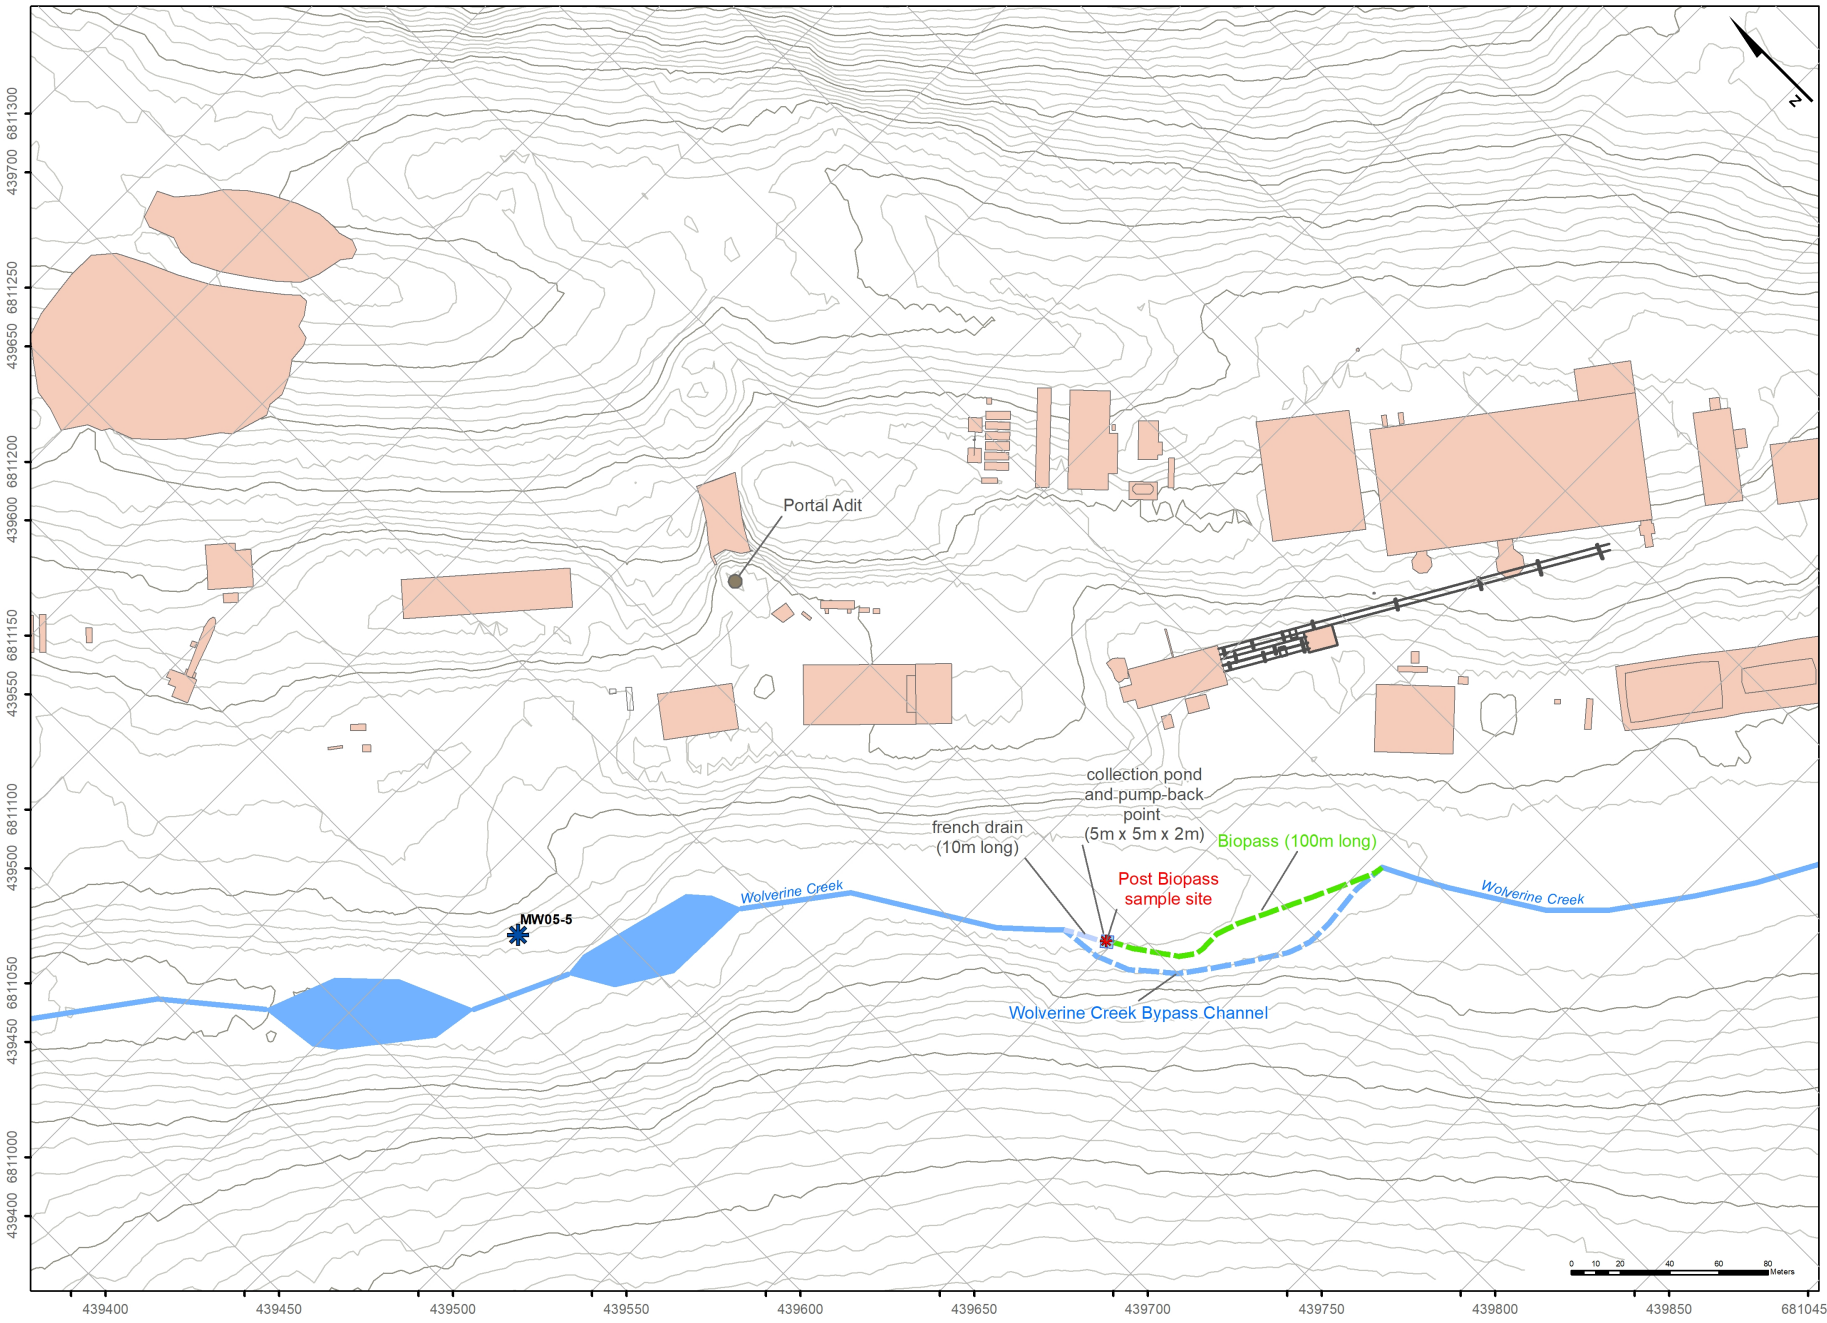 N
6811300
439700
6811250
439650
6811200
439600
6811150
439550
6811100
439500
6811050
439450
6811000
439400
Portal Adit
collection pond
and pump-back
point
(5m x 5m x 2m)
french drain
(10m long)
Biopass (100m long)
Post Biopass
sample site
Wolverine Creek
Wolverine Creek
MW05-5
Wolverine Creek Bypass Channel
0 10 20 40 60 80
Meters
439400 439450 439500 439550 439600 439650 439700 439750 439800 439850 681045